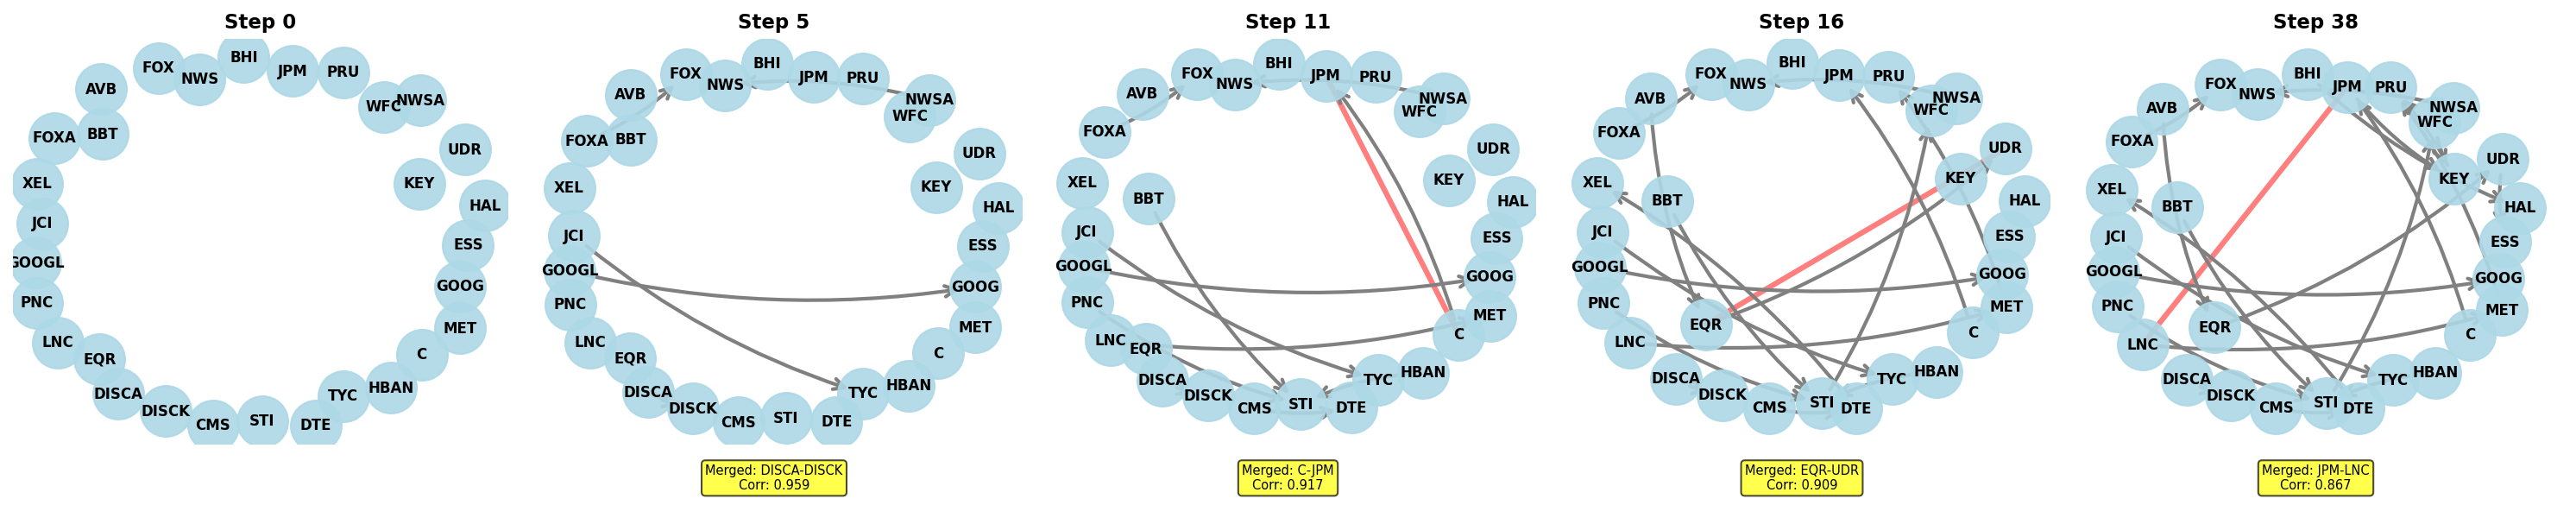 Step 0
BHI
FOX
NWS
JPM
PRU
AVB
WFC
NWSA
FOXA
BBT
UDR
XEL
KEY
HAL
JCI
ESS
GOOGL
GOOG
PNC
MET
LNC
EQR
C
DISCA
HBAN
TYC
DISCK
CMS
STI
DTE
Step 5
BHI
FOX
NWS
JPM
PRU
AVB
NWSA
WFC
FOXA
BBT
UDR
XEL
KEY
HAL
JCI
ESS
GOOGL
GOOG
PNC
MET
LNC
EQR
C
DISCA
HBAN
TYC
DISCK
CMS
STI
DTE
Merged: DISCA-DISCK
Corr: 0.959
Step 11
BHI
FOX
NWS
JPM
PRU
AVB
NWSA
WFC
FOXA
UDR
XEL
KEY
BBT
HAL
JCI
ESS
GOOGL
GOOG
PNC
MET
LNC
EQR
C
DISCA
HBAN
TYC
DISCK
CMS
STI
DTE
Merged: C-JPM
Corr: 0.917
Step 16
BHI
FOX
NWS
JPM
PRU
AVB
NWSA
WFC
FOXA
UDR
XEL
KEY
BBT
HAL
JCI
ESS
GOOGL
GOOG
PNC
MET
EQR
LNC
C
DISCA
HBAN
TYC
DISCK
CMS
STI
DTE
Merged: EQR-UDR
Corr: 0.909
Step 38
BHI
FOX
NWS
JPM
PRU
AVB
NWSA
WFC
FOXA
UDR
XEL
KEY
BBT
HAL
JCI
ESS
GOOGL
GOOG
PNC
MET
EQR
LNC
C
DISCA
HBAN
TYC
DISCK
CMS
STI
DTE
Merged: JPM-LNC
Corr: 0.867